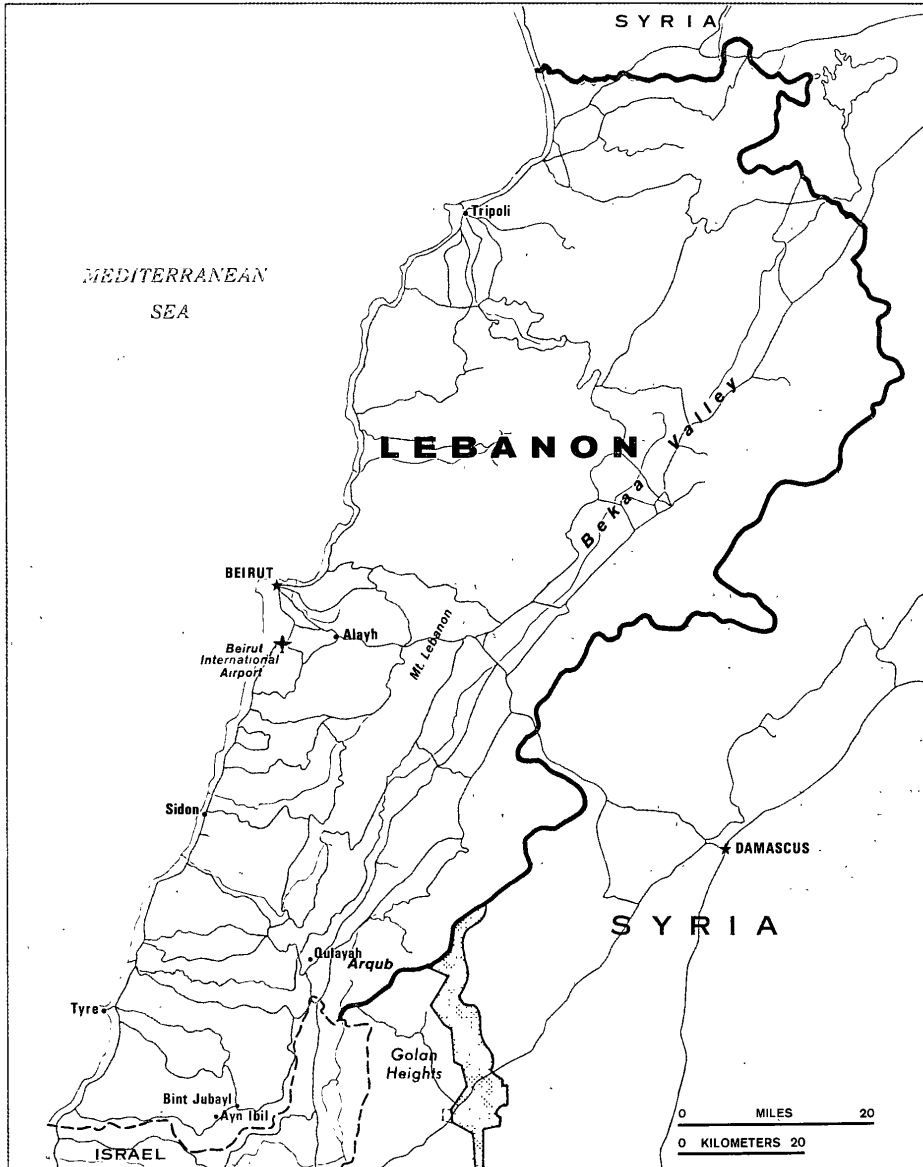 SYRIA
Tripoli
MEDITERRANEAN
SEA
LEBANON
Bekaa Valley
BEIRUT
Alayh
Beirut
International
Airport
Mt. Lebanon
Sidon
DAMASCUS
SYRIA
Qulayah
Arqub
Tyre
Golan
Heights
Bint Jubayl
Ayn Ibil
ISRAEL
0 MILES 20
0 KILOMETERS 20